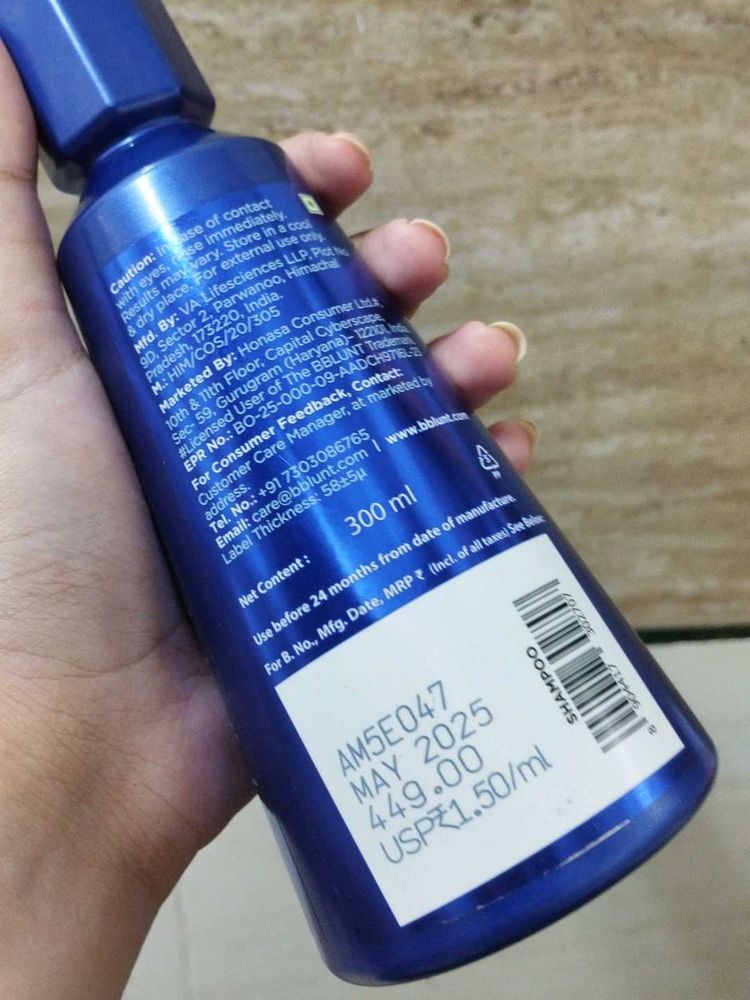 Caution: In case of contact
with eyes, rinse immediately.
Results may vary. Store in a cool
& dry place. For external use only.
Mfd. By: VA Lifesciences LLP, Plot No.
9D, Sector 2, Parwanoo, Himachal
Pradesh, 173220, India.
M.: HIM/COS/20/305
Marketed By: Honasa Consumer Ltd.#,
10th & 11th Floor, Capital Cyberscape,
Sec- 59, Gurugram (Haryana)- 122101, India
#Licensed User of The BBLUNT Trademark
EPR No.: BO-25-000-09-AADCH9716L-23
For Consumer Feedback, Contact:
Customer Care Manager, at marketed by
address.
Tel. No.: +91 7303086765
Email: care@bblunt.com | www.bblunt.com
Label Thickness: 58±5µ
5
PP
Net Content : 300 ml
Use before 24 months from date of manufacture.
For B. No., Mfg. Date, MRP ₹ (Incl. of all taxes) See Below:
AM5E047
MAY 2025
449.00
USP₹1.50/ml
SHAMPOO